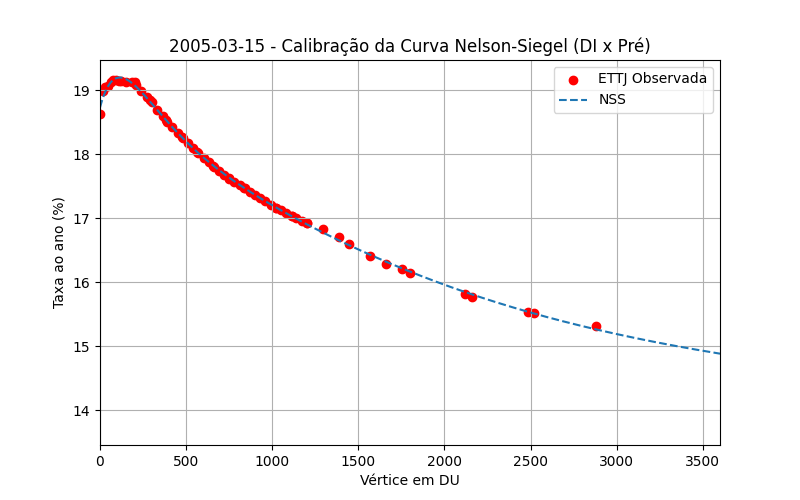 2005-03-15 - Calibração da Curva Nelson-Siegel (DI x Pré)
ETTJ Observada
NSS
Taxa ao ano (%)
19
18
17
16
15
14
0 500 1000 1500 2000 2500 3000 3500
Vértice em DU